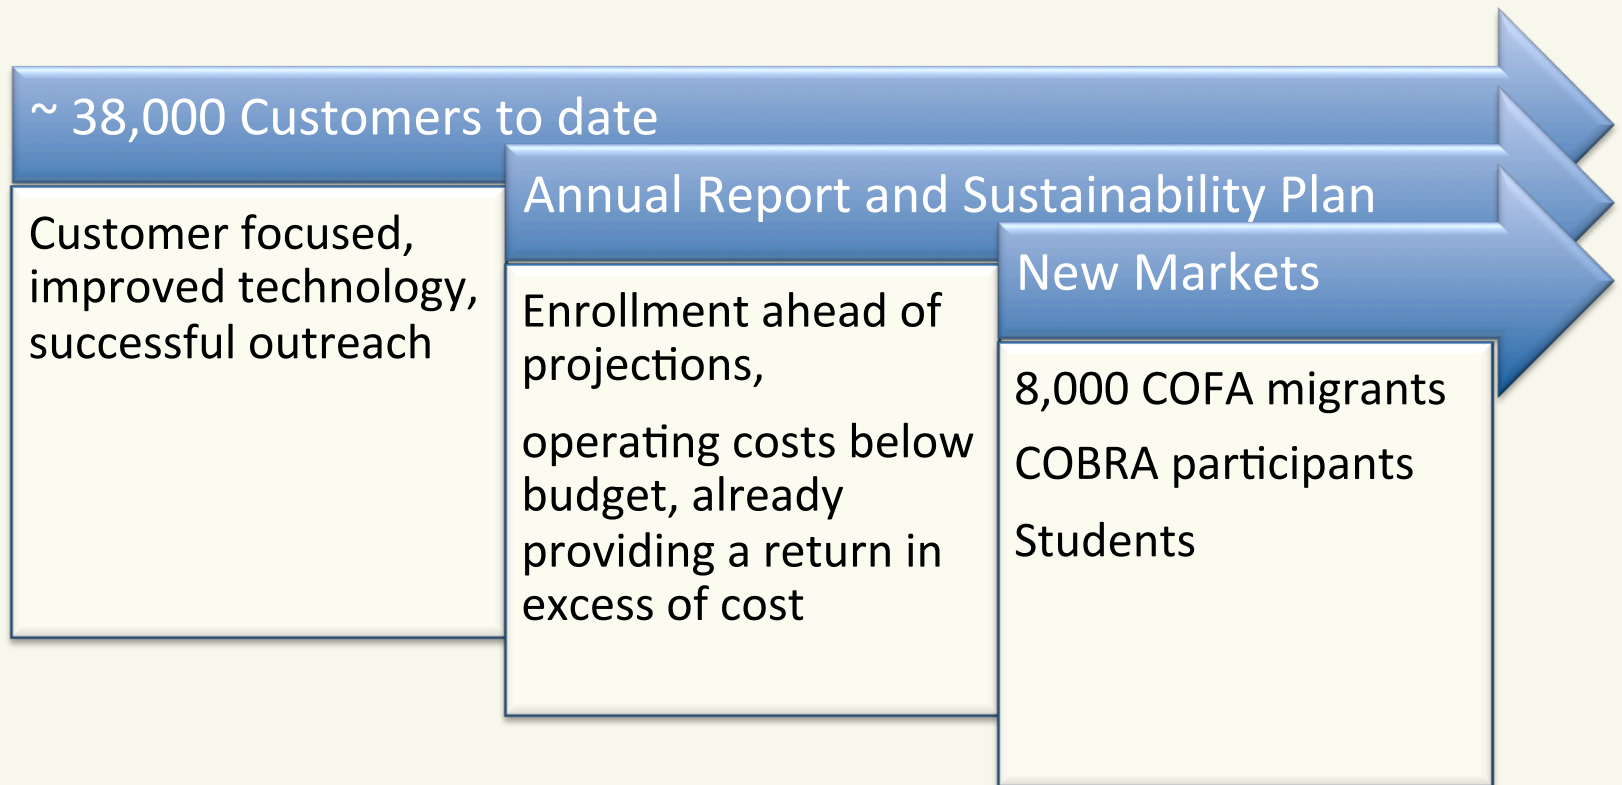 ~ 38,000 Customers to date
Customer focused,
improved technology,
successful outreach
Annual Report and Sustainability Plan
Enrollment ahead of
projections,
operating costs below
budget, already
providing a return in
excess of cost
New Markets
8,000 COFA migrants
COBRA participants
Students